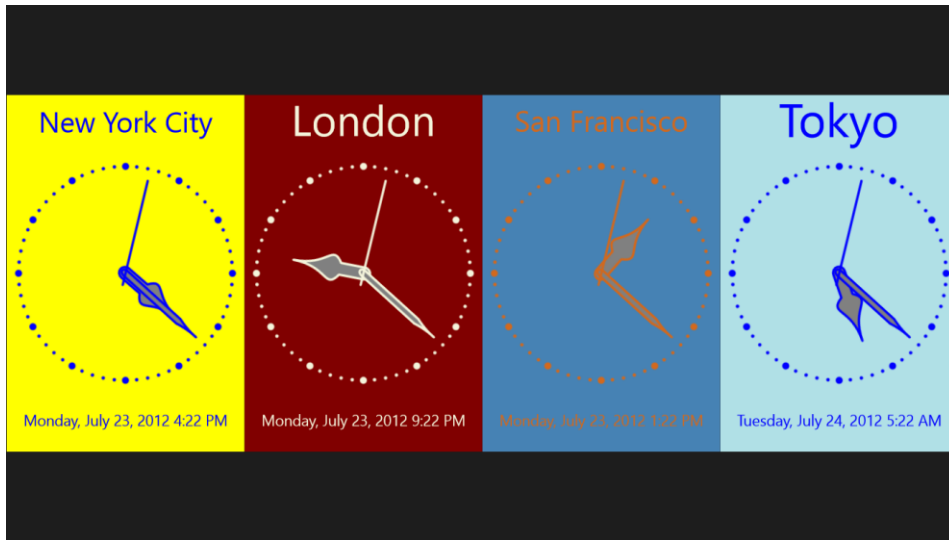 New York City
London
San Francisco
Tokyo
Monday, July 23, 2012 4:22 PM
Monday, July 23, 2012 9:22 PM
Monday, July 23, 2012 1:22 PM
Tuesday, July 24, 2012 5:22 AM